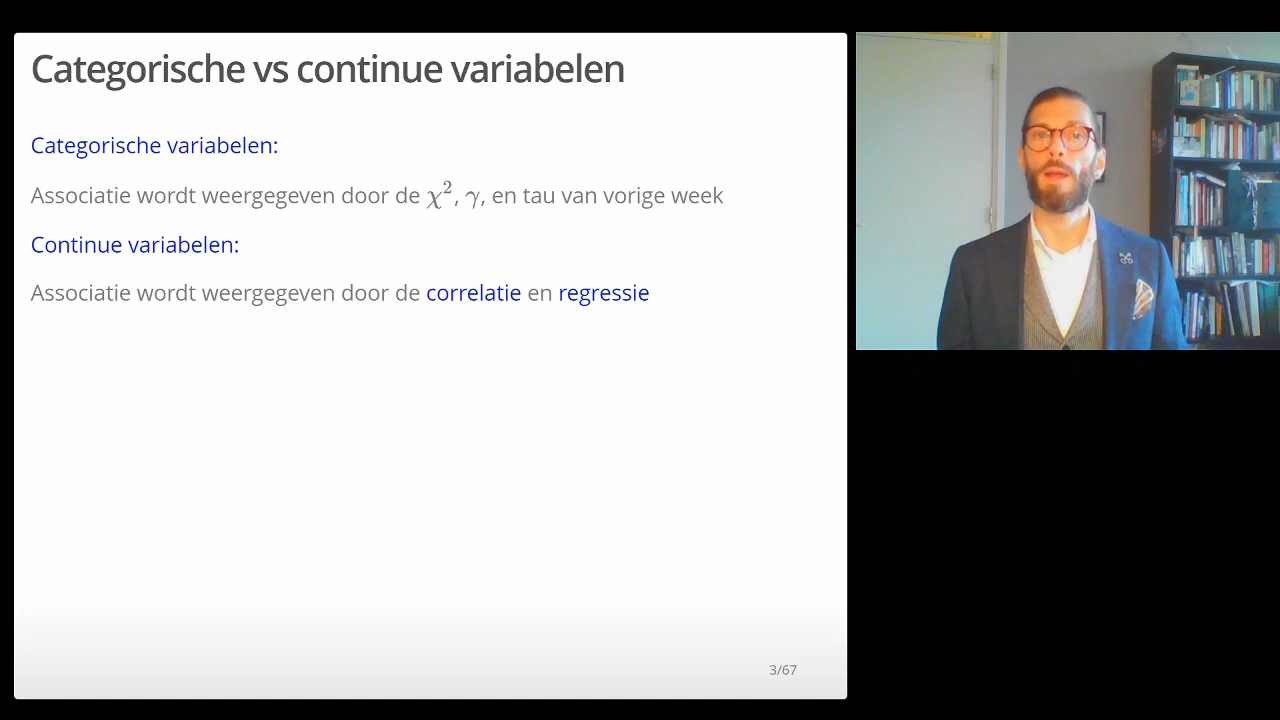 Categorische vs continue variabelen
Categorische variabelen:
Associatie wordt weergegeven door de χ², γ, en tau van vorige week
Continue variabelen:
Associatie wordt weergegeven door de correlatie en regressie
3/67